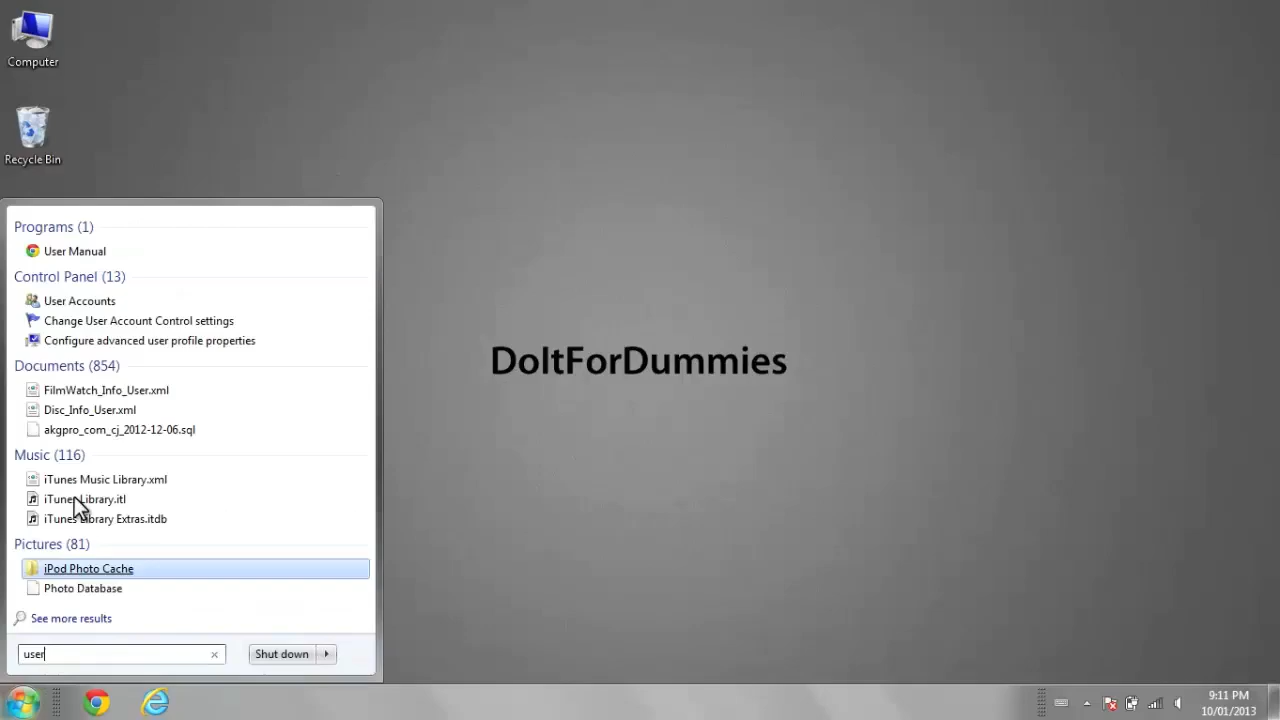 Computer
Recycle Bin
Programs (1)
User Manual
Control Panel (13)
User Accounts
Change User Account Control settings
Configure advanced user profile properties
Documents (854)
FilmWatch_Info_User.xml
Disc_Info_User.xml
akgpro_com_cj_2012-12-06.sql
Music (116)
iTunes Music Library.xml
iTunes Library.itl
iTunes Library Extras.itdb
Pictures (81)
iPod Photo Cache
Photo Database
See more results
user
Shut down
DoItForDummies
9:11 PM
10/01/2013